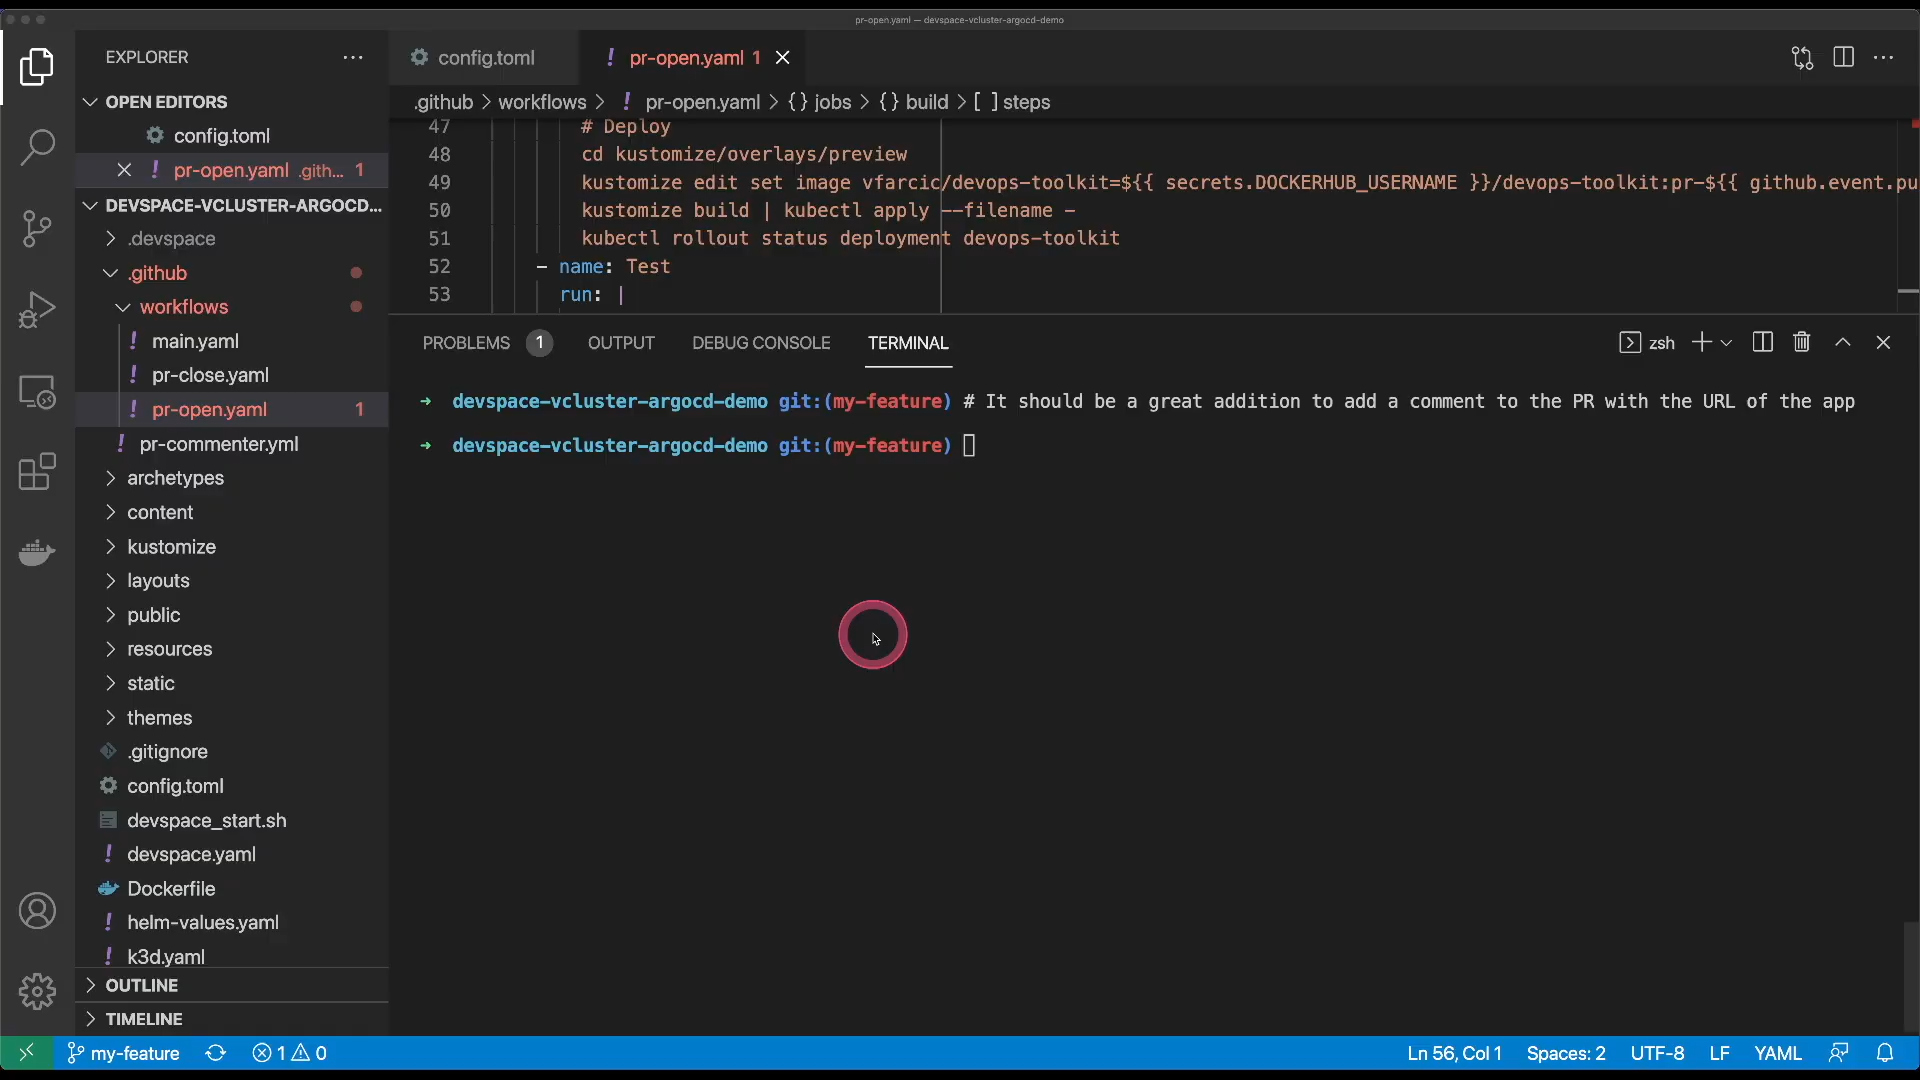 pr-open.yaml — devspace-vcluster-argocd-demo
EXPLORER
OPEN EDITORS
config.toml
pr-open.yaml .gith... 1
DEVSPACE-VCLUSTER-ARGOCD...
.devspace
.github
workflows
main.yaml
pr-close.yaml
pr-open.yaml 1
pr-commenter.yml
archetypes
content
kustomize
layouts
public
resources
static
themes
.gitignore
config.toml
devspace_start.sh
devspace.yaml
Dockerfile
helm-values.yaml
k3d.yaml
OUTLINE
TIMELINE
config.toml
pr-open.yaml 1
.github > workflows > ! pr-open.yaml > {} jobs > {} build > [ ] steps
47 # Deploy
48 cd kustomize/overlays/preview
49 kustomize edit set image vfarcic/devops-toolkit=${{ secrets.DOCKERHUB_USERNAME }}/devops-toolkit:pr-${{ github.event.pu
50 kustomize build | kubectl apply --filename -
51 kubectl rollout status deployment devops-toolkit
52 - name: Test
53 run: |
PROBLEMS 1 OUTPUT DEBUG CONSOLE TERMINAL
zsh
➜ devspace-vcluster-argocd-demo git:(my-feature) # It should be a great addition to add a comment to the PR with the URL of the app
➜ devspace-vcluster-argocd-demo git:(my-feature)
my-feature 1 0
Ln 56, Col 1 Spaces: 2 UTF-8 LF YAML